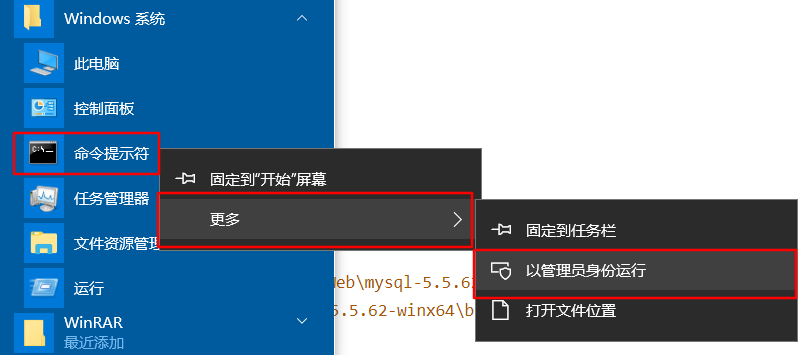 Windows 系统
此电脑
控制面板
命令提示符
任务管理器
文件资源管理
运行
WinRAR
最近添加
固定到“开始”屏幕
更多
固定到任务栏
以管理员身份运行
打开文件位置
Web\mysql-5.5.62
5.5.62-winx64\b